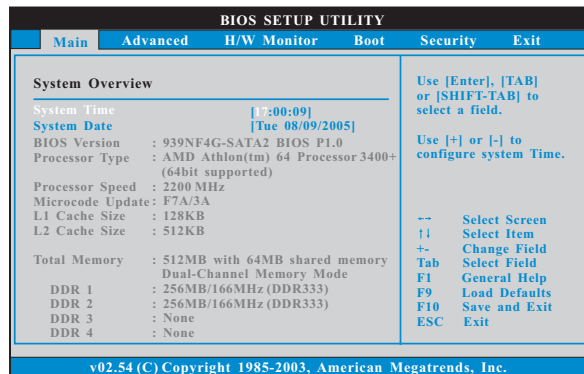 BIOS SETUP UTILITY
Main Advanced H/W Monitor Boot Security Exit
System Overview
System Time [17:00:09]
System Date [Tue 08/09/2005]
BIOS Version : 939NF4G-SATA2 BIOS P1.0
Processor Type : AMD Athlon(tm) 64 Processor 3400+
(64bit supported)
Processor Speed : 2200 MHz
Microcode Update : F7A/3A
L1 Cache Size : 128KB
L2 Cache Size : 512KB
Total Memory : 512MB with 64MB shared memory
Dual-Channel Memory Mode
DDR 1 : 256MB/166MHz (DDR333)
DDR 2 : 256MB/166MHz (DDR333)
DDR 3 : None
DDR 4 : None
Use [Enter], [TAB]
or [SHIFT-TAB] to
select a field.
Use [+] or [-] to
configure system Time.
←→ Select Screen
↑↓ Select Item
+- Change Field
Tab Select Field
F1 General Help
F9 Load Defaults
F10 Save and Exit
ESC Exit
v02.54 (C) Copyright 1985-2003, American Megatrends, Inc.